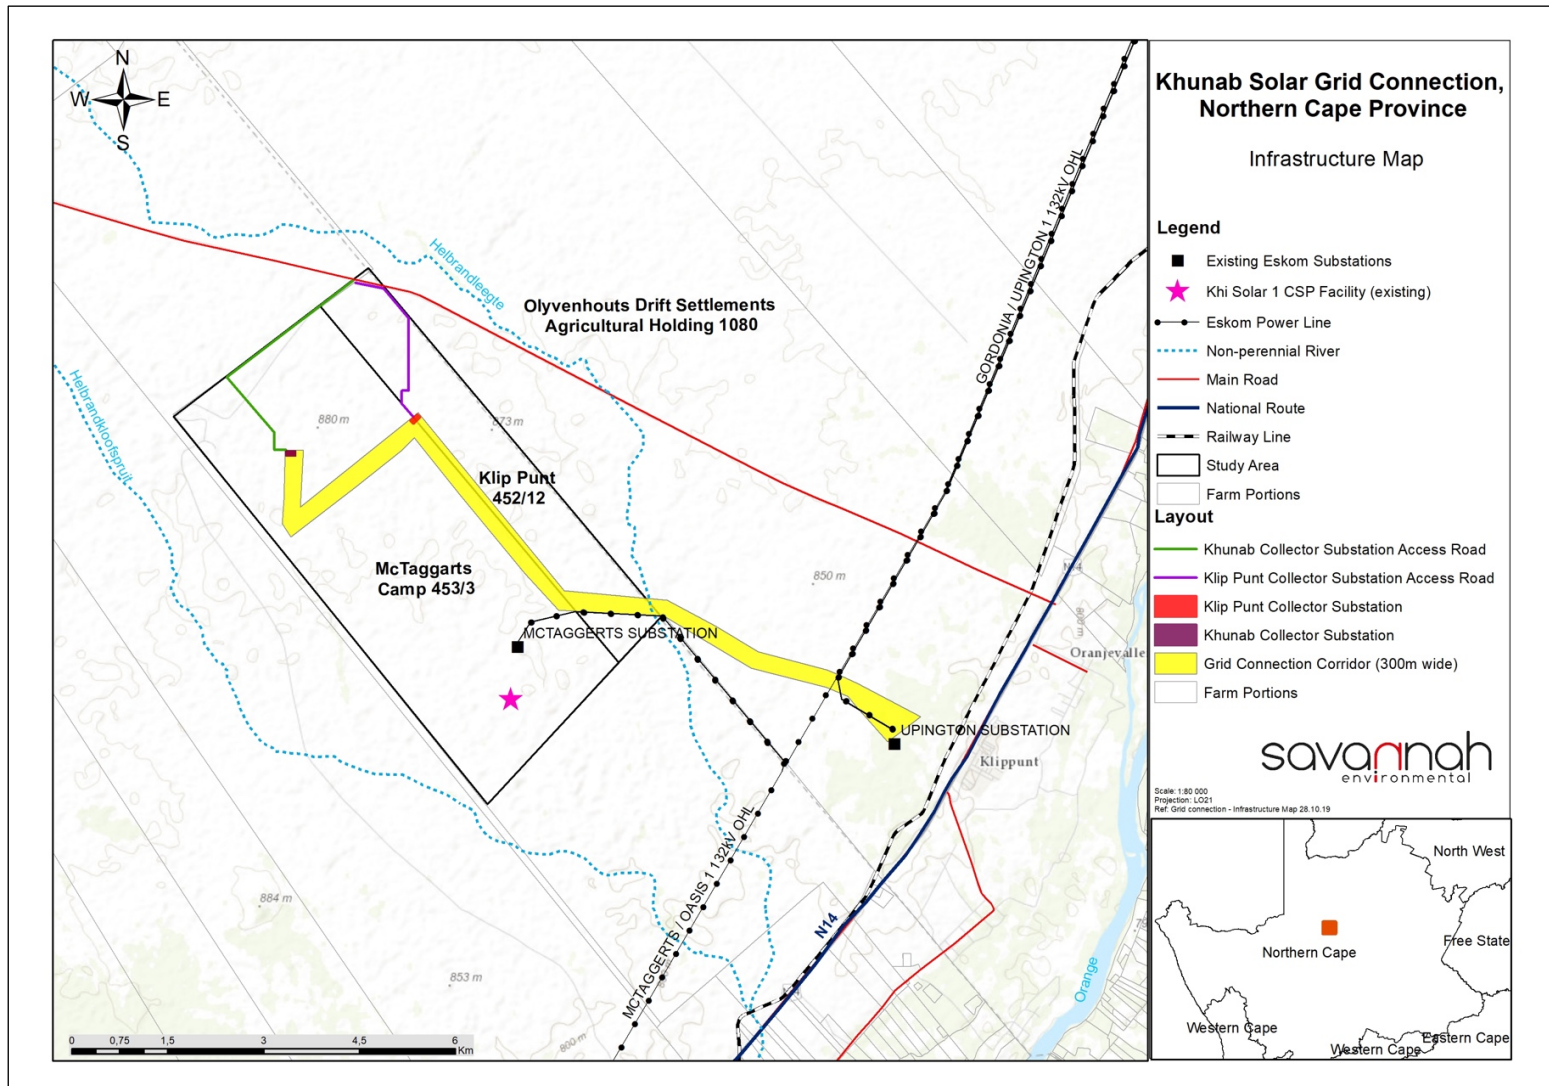 N
W E
S
Helbrandleegte
Olyvenhouts Drift Settlements
Agricultural Holding 1080
GORDONIA / UPINGTON 1 132kV OHL
Helbrandkloofspruit
880 m
873 m
Klip Punt
452/12
McTaggarts
Camp 453/3
850 m
N14
800 m
Oranjevalle
MCTAGGERTS SUBSTATION
UPINGTON SUBSTATION
Klippunt
MCTAGGERTS / OASIS 1 132kV OHL
884 m
853 m
N14
Orange
800 m
0 0,75 1,5 3 4,5 6
Km
Khunab Solar Grid Connection,
Northern Cape Province
Infrastructure Map
Legend
Existing Eskom Substations
Khi Solar 1 CSP Facility (existing)
Eskom Power Line
Non-perennial River
Main Road
National Route
Railway Line
Study Area
Farm Portions
Layout
Khunab Collector Substation Access Road
Klip Punt Collector Substation Access Road
Klip Punt Collector Substation
Khunab Collector Substation
Grid Connection Corridor (300m wide)
Farm Portions
savannah
environmental
Scale: 1:80 000
Projection: LO21
Ref: Grid connection - Infrastructure Map 28.10.19
North West
Free State
Northern Cape
Western Cape
Eastern Cape
Western Cape